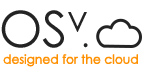 OSv.
designed for the cloud